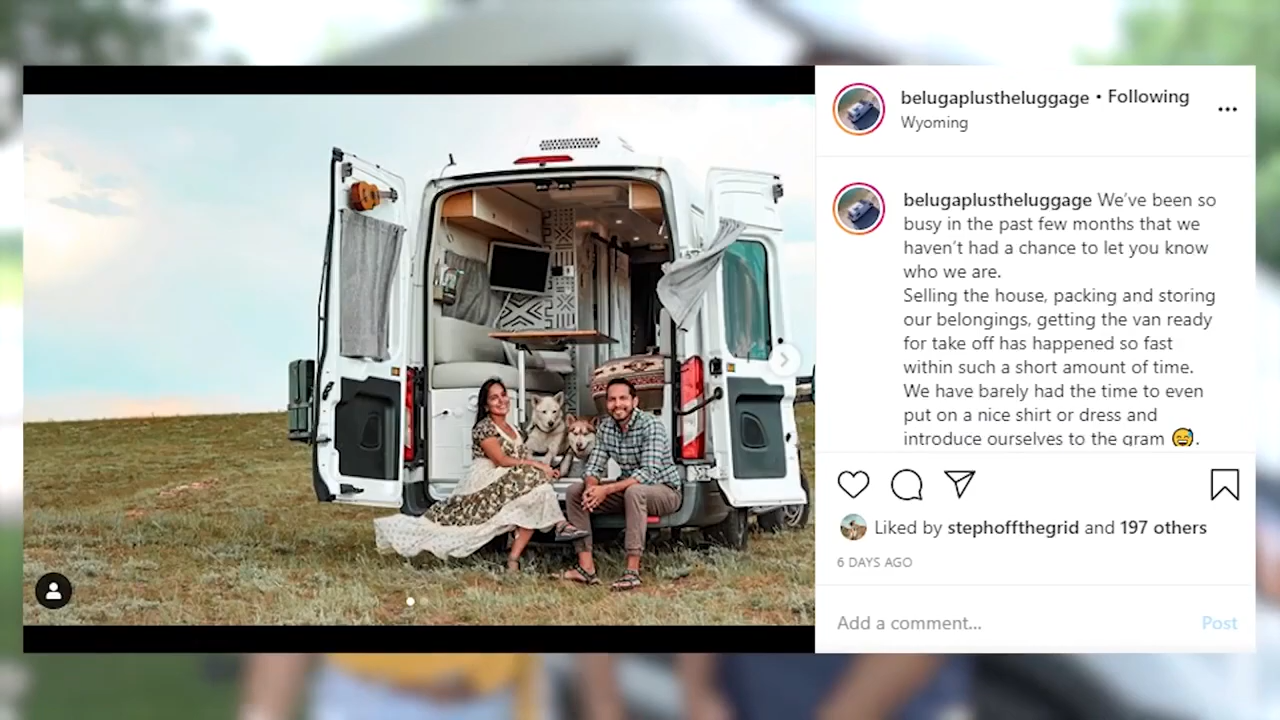 belugaplustheluggage • Following
Wyoming
belugaplustheluggage We've been so
busy in the past few months that we
haven't had a chance to let you know
who we are.
Selling the house, packing and storing
our belongings, getting the van ready
for take off has happened so fast
within such a short amount of time.
We have barely had the time to even
put on a nice shirt or dress and
introduce ourselves to the gram 😅.
Liked by stephoffthegrid and 197 others
6 DAYS AGO
Add a comment...
Post